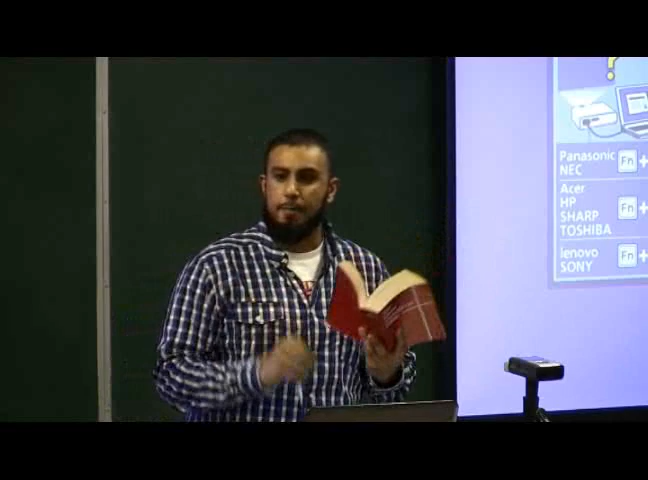 ?
Panasonic
NEC
Fn +
Acer
HP
SHARP
TOSHIBA
Fn +
lenovo
SONY
Fn +